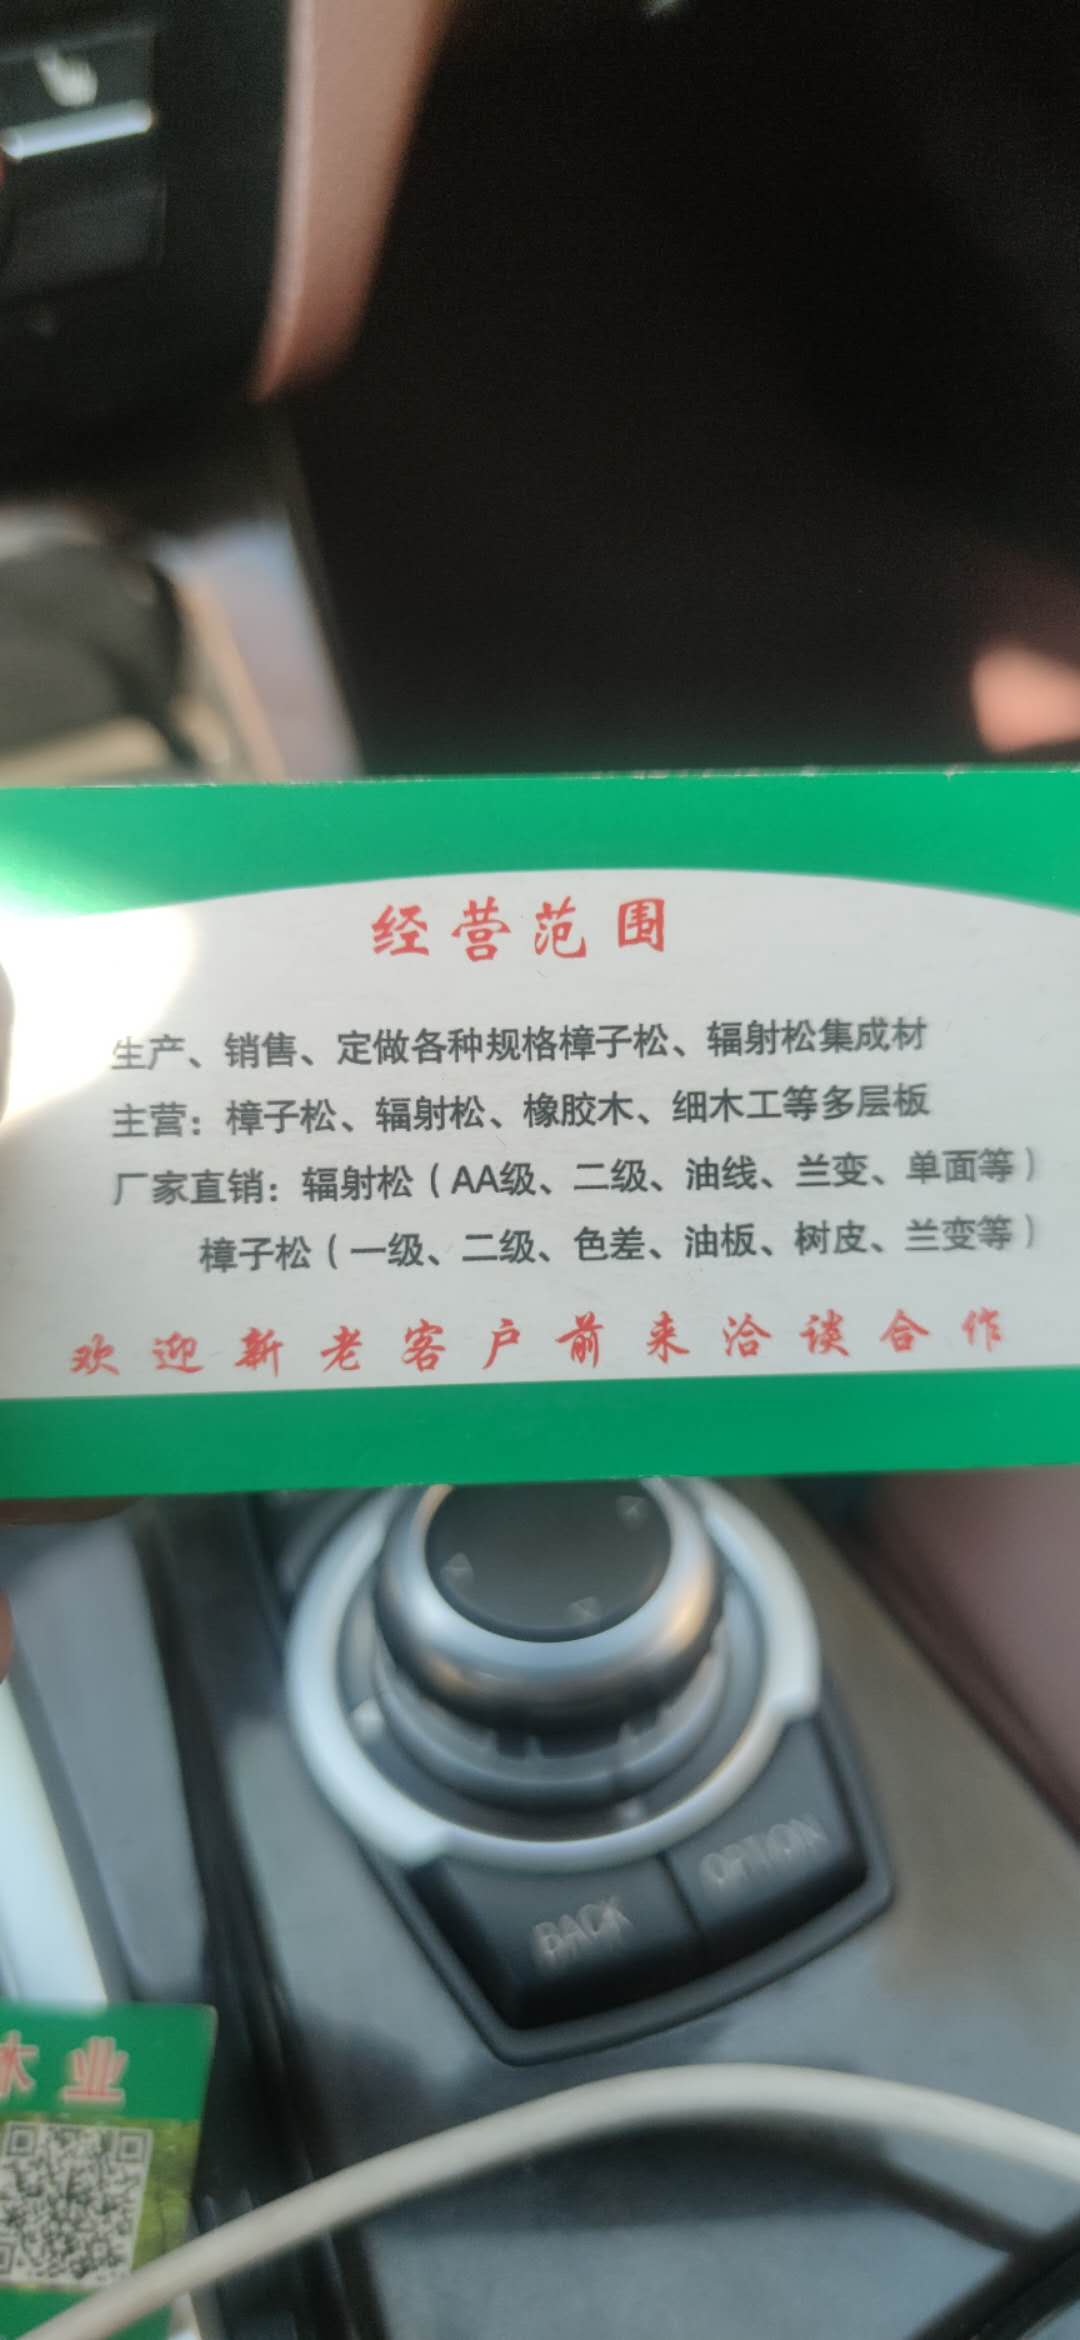 经营范围
生产、销售、定做各种规格樟子松、辐射松集成材
主营：樟子松、辐射松、橡胶木、细木工等多层板
厂家直销：辐射松（AA级、二级、油线、兰变、单面等）
樟子松（一级、二级、色差、油板、树皮、兰变等）
欢迎新老客户前来洽谈合作
OPTION
BACK
木业